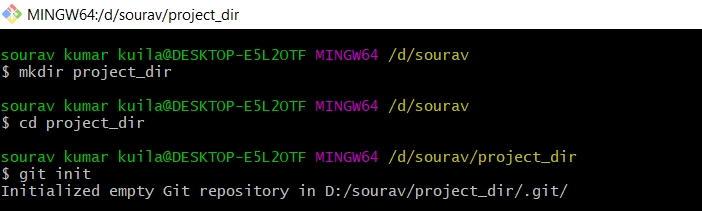 MINGW64:/d/sourav/project_dir
sourav kumar kuila@DESKTOP-E5L2OTF MINGW64 /d/sourav
$ mkdir project_dir
sourav kumar kuila@DESKTOP-E5L2OTF MINGW64 /d/sourav
$ cd project_dir
sourav kumar kuila@DESKTOP-E5L2OTF MINGW64 /d/sourav/project_dir
$ git init
Initialized empty Git repository in D:/sourav/project_dir/.git/